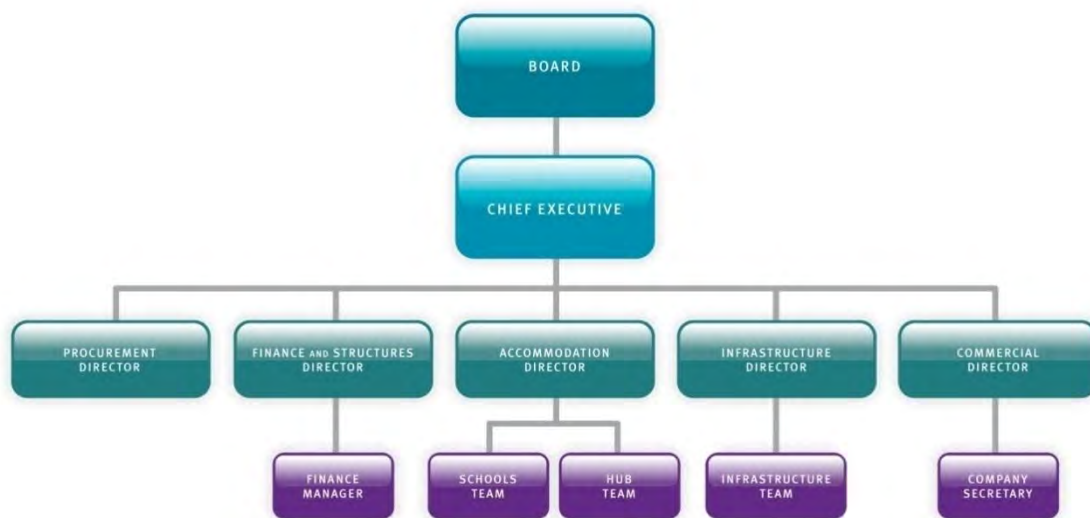 BOARD
CHIEF EXECUTIVE
PROCUREMENT
DIRECTOR
FINANCE AND STRUCTURES
DIRECTOR
ACCOMMODATION
DIRECTOR
INFRASTRUCTURE
DIRECTOR
COMMERCIAL
DIRECTOR
FINANCE
MANAGER
SCHOOLS
TEAM
HUB
TEAM
INFRASTRUCTURE
TEAM
COMPANY
SECRETARY